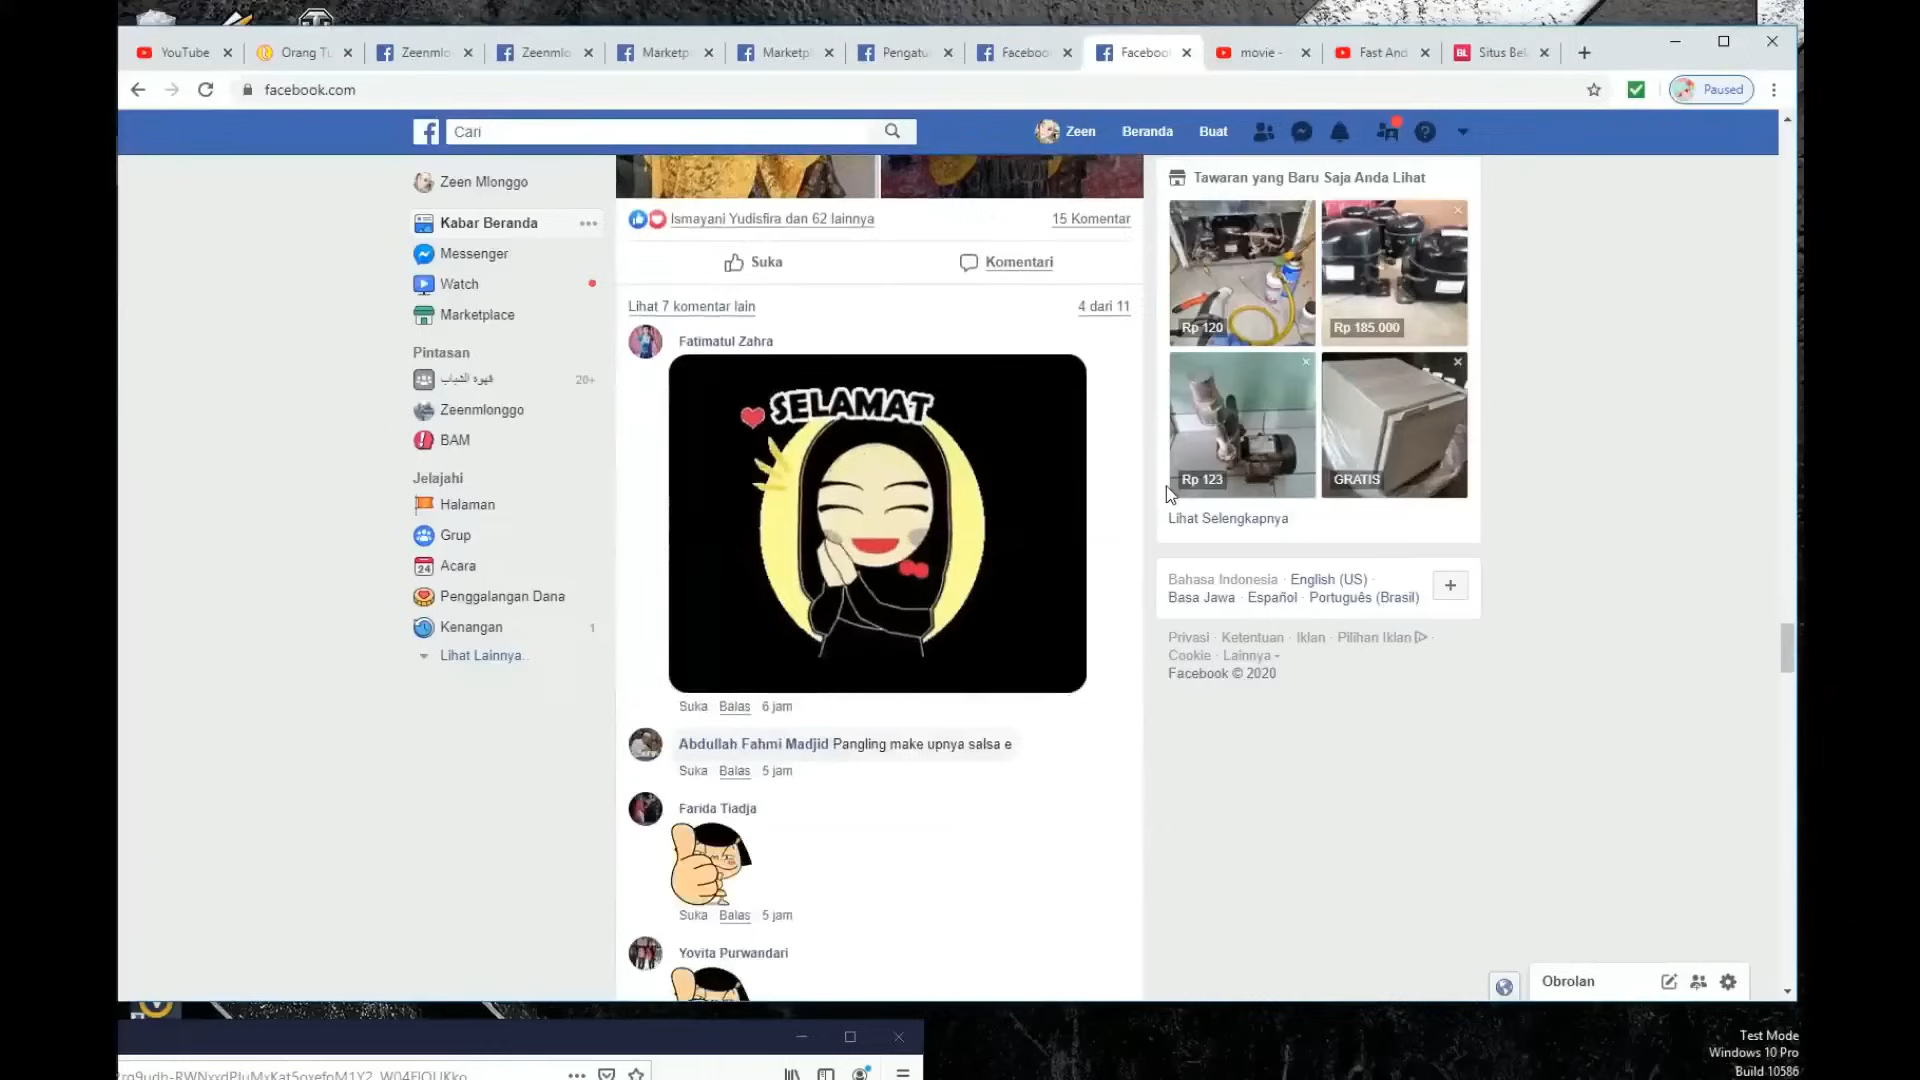 YouTube
Orang Tu
Zeenmlo
Zeenmlo
Marketp
Marketp
Pengatu
Faceboo
Faceboo
movie -
Fast And
BL
Situs Bel
facebook.com
Paused
Cari
Zeen
Beranda
Buat
Zeen Mlonggo
Kabar Beranda
Messenger
Watch
Marketplace
Pintasan
قهوة الشباب
20+
Zeenmlonggo
BAM
Jelajahi
Halaman
Grup
24
Acara
Penggalangan Dana
Kenangan
1
Lihat Lainnya..
Ismayani Yudisfira dan 62 lainnya
15 Komentar
Suka
Komentari
Lihat 7 komentar lain
4 dari 11
Fatimatul Zahra
SELAMAT
Suka Balas 6 jam
Abdullah Fahmi Madjid Pangling make upnya salsa e
Suka Balas 5 jam
Farida Tiadja
Suka Balas 5 jam
Yovita Purwandari
Tawaran yang Baru Saja Anda Lihat
Rp 120
Rp 185.000
Rp 123
GRATIS
Lihat Selengkapnya
Bahasa Indonesia · English (US) ·
Basa Jawa · Español · Português (Brasil)
Privasi · Ketentuan · Iklan · Pilihan Iklan ·
Cookie · Lainnya
Facebook © 2020
Obrolan
Test Mode
Windows 10 Pro
Build 10586